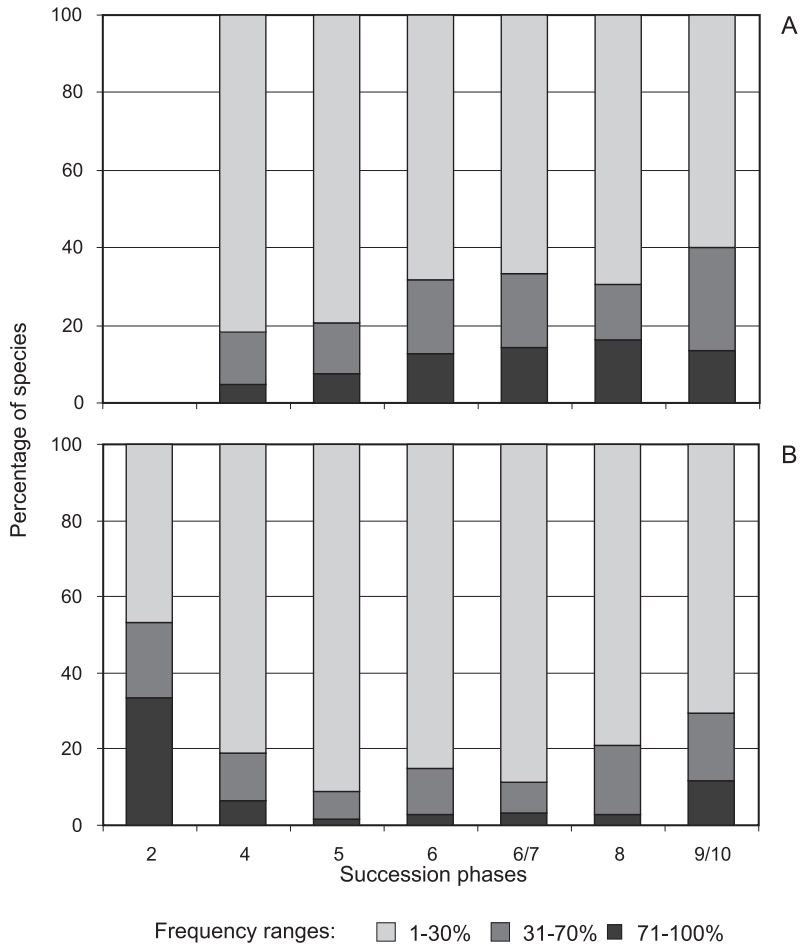 100
A
80
60
40
20
0
Percentage of species
100
B
80
60
40
20
0
2 4 5 6 6/7 8 9/10
Succession phases
Frequency ranges: 1-30% 31-70% 71-100%